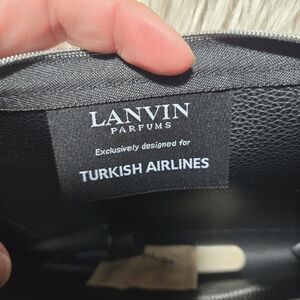 LANVIN
PARFUMS
Exclusively designed for
TURKISH AIRLINES